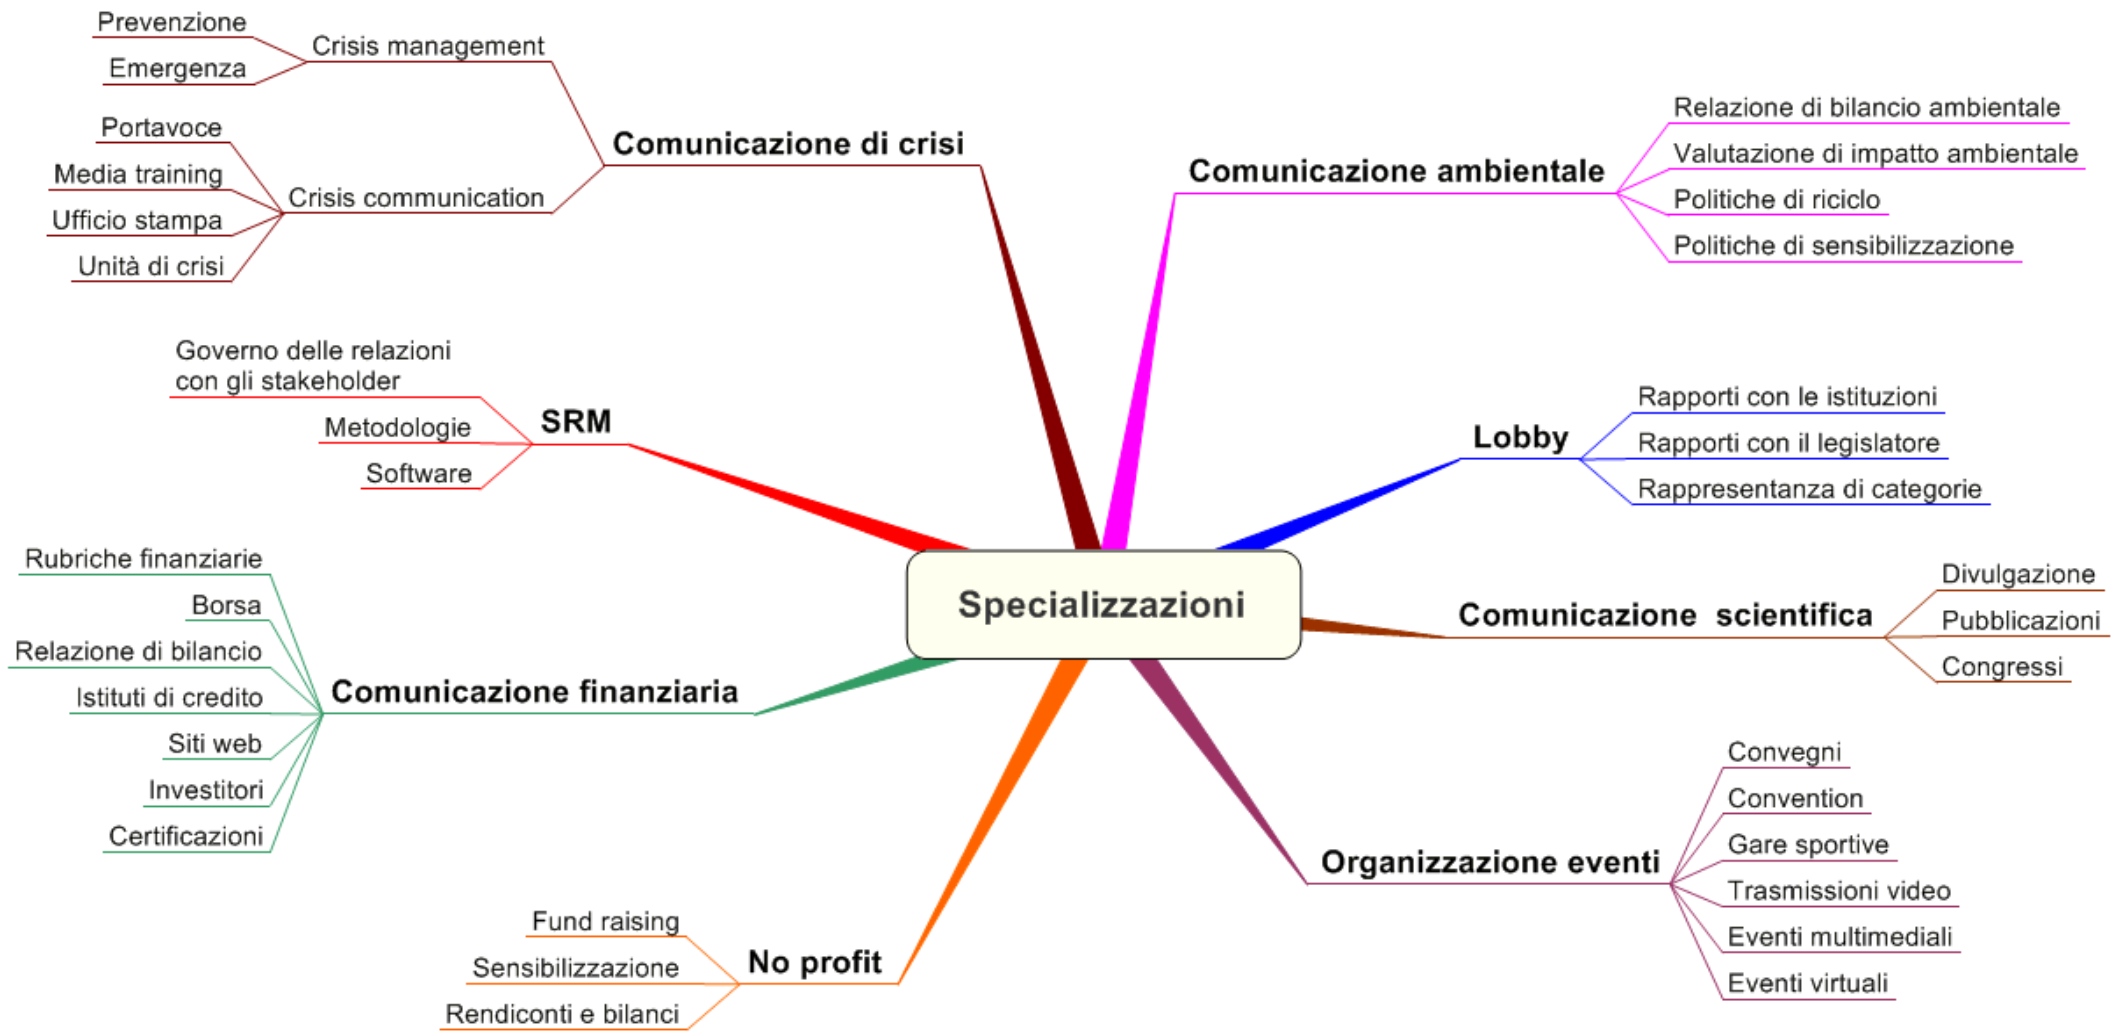 Prevenzione
Emergenza
Crisis management
Portavoce
Media training
Ufficio stampa
Unità di crisi
Crisis communication
Comunicazione di crisi
Governo delle relazioni
con gli stakeholder
Metodologie
Software
SRM
Rubriche finanziarie
Borsa
Relazione di bilancio
Istituti di credito
Siti web
Investitori
Certificazioni
Comunicazione finanziaria
Fund raising
Sensibilizzazione
Rendiconti e bilanci
No profit
Specializzazioni
Comunicazione ambientale
Relazione di bilancio ambientale
Valutazione di impatto ambientale
Politiche di riciclo
Politiche di sensibilizzazione
Lobby
Rapporti con le istituzioni
Rapporti con il legislatore
Rappresentanza di categorie
Comunicazione scientifica
Divulgazione
Pubblicazioni
Congressi
Organizzazione eventi
Convegni
Convention
Gare sportive
Trasmissioni video
Eventi multimediali
Eventi virtuali